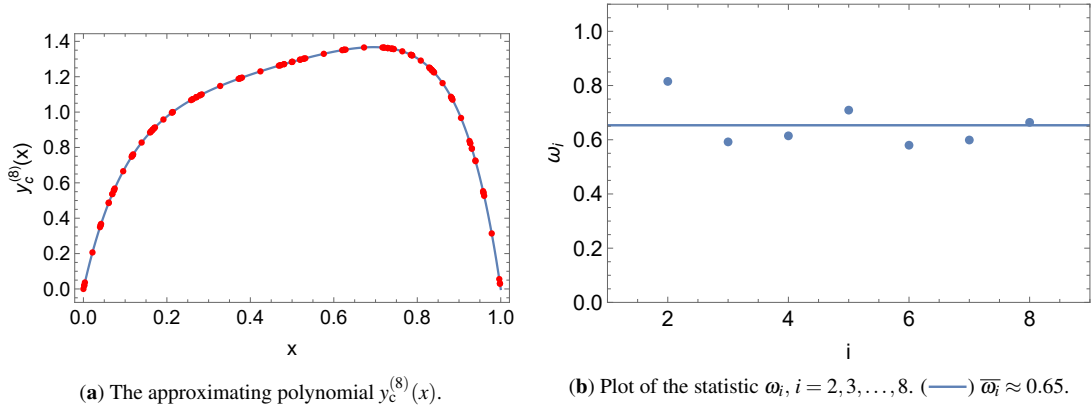 1.4
1.2
1.0
0.8
0.6
0.4
0.2
0.0
y_c^(8)(x)
0.0 0.2 0.4 0.6 0.8 1.0
x
(a) The approximating polynomial y_c^(8)(x).
1.0
0.8
0.6
0.4
0.2
0.0
ω_i
2 4 6 8
i
(b) Plot of the statistic ω_i, i = 2,3,...,8. (—) \overline{ω_i} ≈ 0.65.